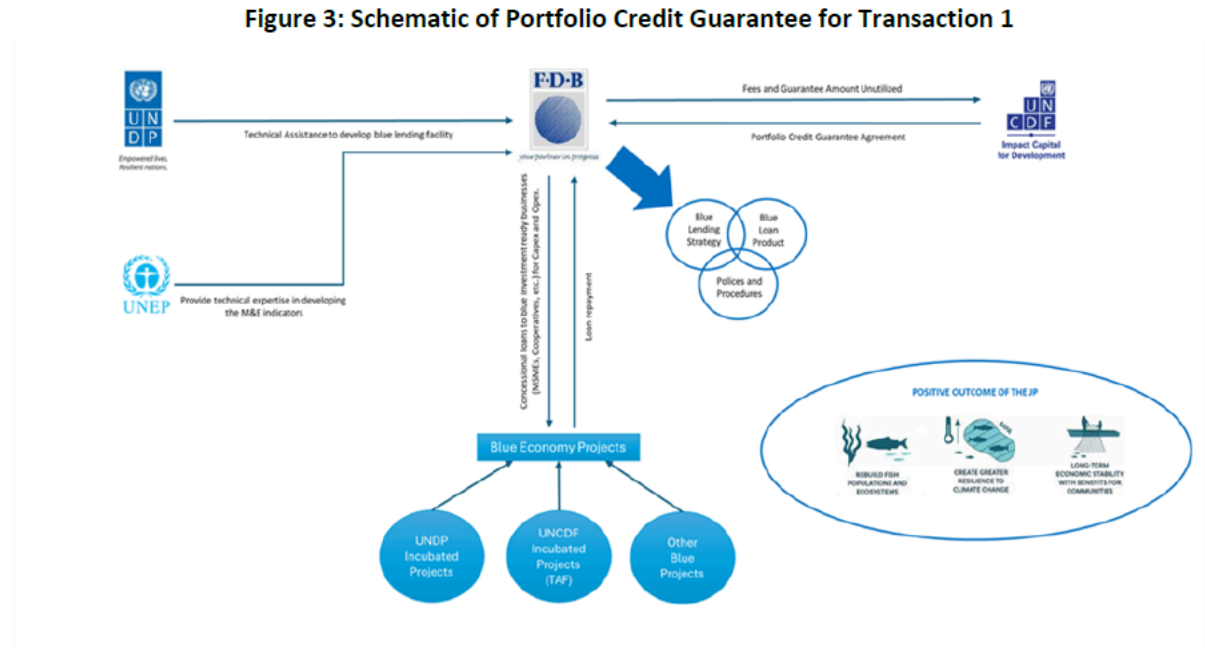 Figure 3: Schematic of Portfolio Credit Guarantee for Transaction 1
U N
D P
Empowered lives.
Resilient nations.
Technical Assistance to develop blue lending facility
F·D·B
your partner in progress
Fees and Guarantee Amount Unutilized
Portfolio Credit Guarantee Agreement
U N
C D F
Impact Capital
for Development
UNEP
Provide technical expertise in developing
the M&E indicators
Concessional loans to blue investment ready businesses
(MSMEs, Cooperatives, etc.) for Capex and Opex.
Loan repayment
Blue
Lending
Strategy
Blue
Loan
Product
Polices and
Procedures
Blue Economy Projects
UNDP
Incubated
Projects
UNCDF
Incubated
Projects
(TAF)
Other
Blue
Projects
POSITIVE OUTCOME OF THE JP
REBUILD FISH
POPULATIONS AND
ECOSYSTEMS
CREATE GREATER
RESILIENCE TO
CLIMATE CHANGE
LONG-TERM
ECONOMIC STABILITY
WITH BENEFITS FOR
COMMUNITIES